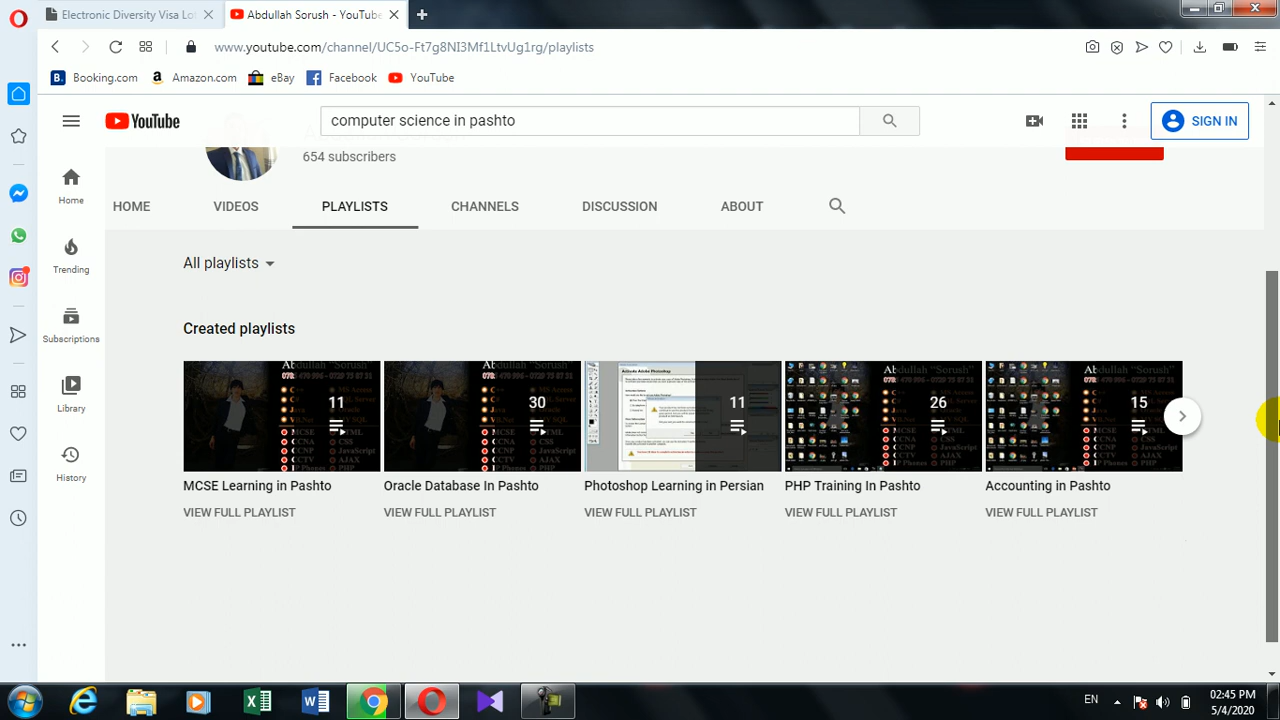 Electronic Diversity Visa Lot
Abdullah Sorush - YouTube
www.youtube.com/channel/UC5o-Ft7g8NI3Mf1LtvUg1rg/playlists
Booking.com
Amazon.com
eBay
Facebook
YouTube
YouTube
computer science in pashto
SIGN IN
654 subscribers
Home
Trending
Subscriptions
Library
History
HOME
VIDEOS
PLAYLISTS
CHANNELS
DISCUSSION
ABOUT
All playlists
Created playlists
11
30
11
26
15
MCSE Learning in Pashto
Oracle Database In Pashto
Photoshop Learning in Persian
PHP Training In Pashto
Accounting in Pashto
VIEW FULL PLAYLIST
VIEW FULL PLAYLIST
VIEW FULL PLAYLIST
VIEW FULL PLAYLIST
VIEW FULL PLAYLIST
EN
02:45 PM
5/4/2020